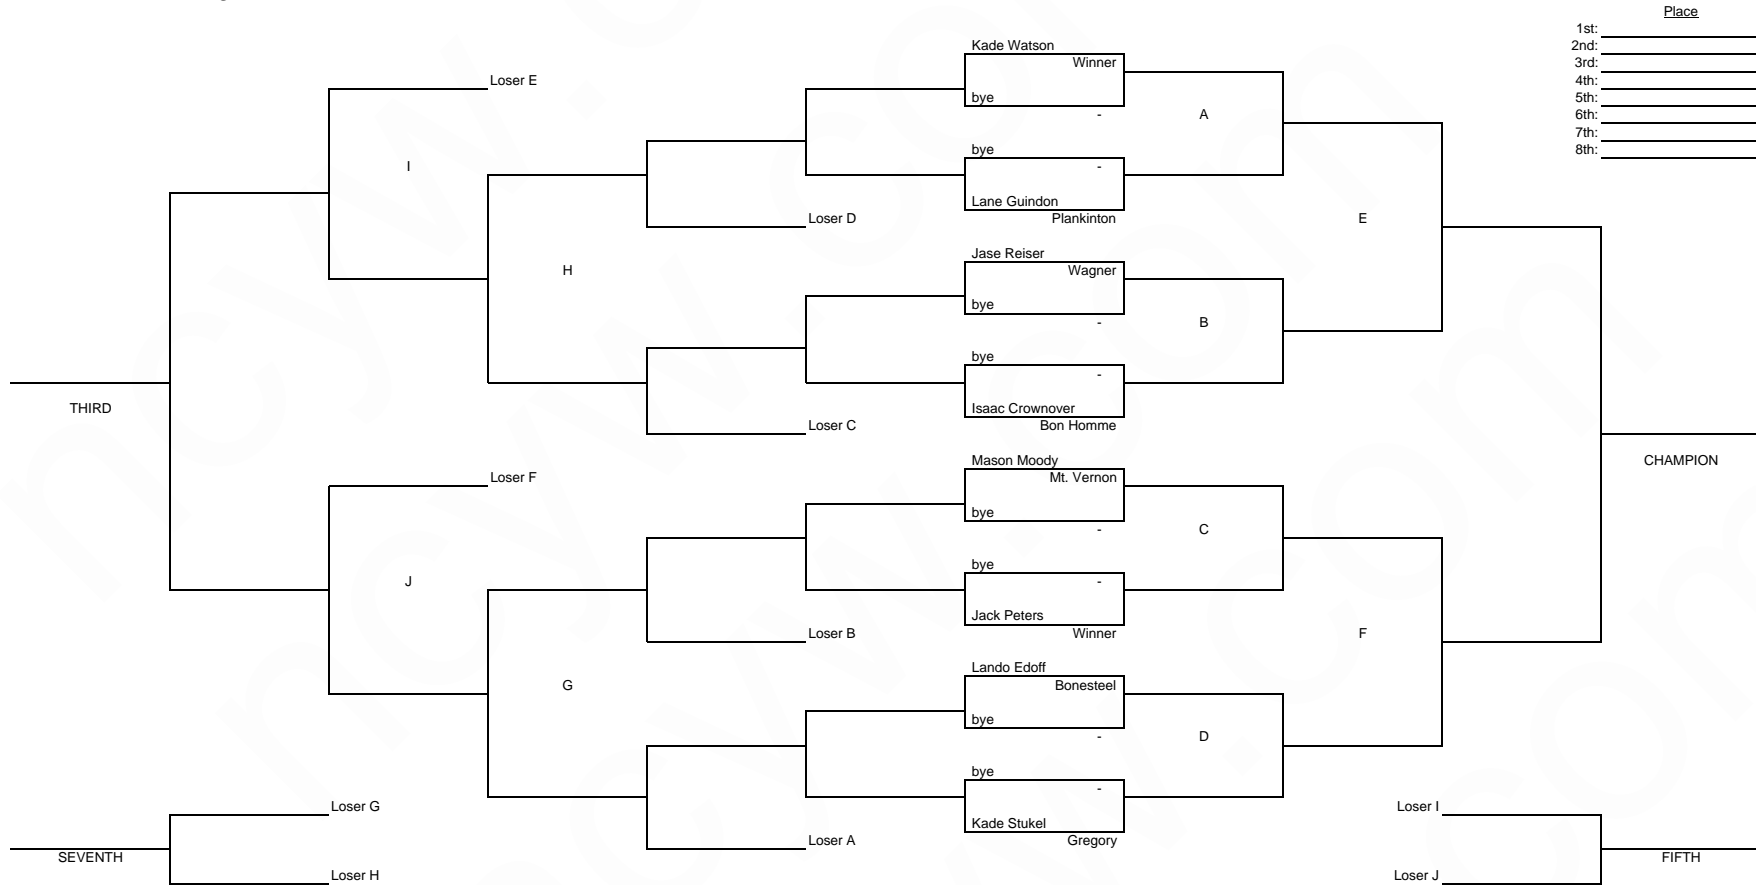 Place
1st:
2nd:
3rd:
4th:
5th:
6th:
7th:
8th:
Kade Watson
Winner
Loser E
bye
-
A
bye
I
-
Lane Guindon
Loser D
Plankinton
E
Jase Reiser
H
Wagner
bye
-
B
bye
-
THIRD
Isaac Crownover
Loser C
Bon Homme
Mason Moody
CHAMPION
Loser F
Mt. Vernon
bye
-
C
bye
J
-
Jack Peters
Loser B
Winner
F
Lando Edoff
G
Bonesteel
bye
-
D
bye
-
Loser G
Loser I
Kade Stukel
Loser A
Gregory
SEVENTH
FIFTH
Loser H
Loser J
ncyw.com